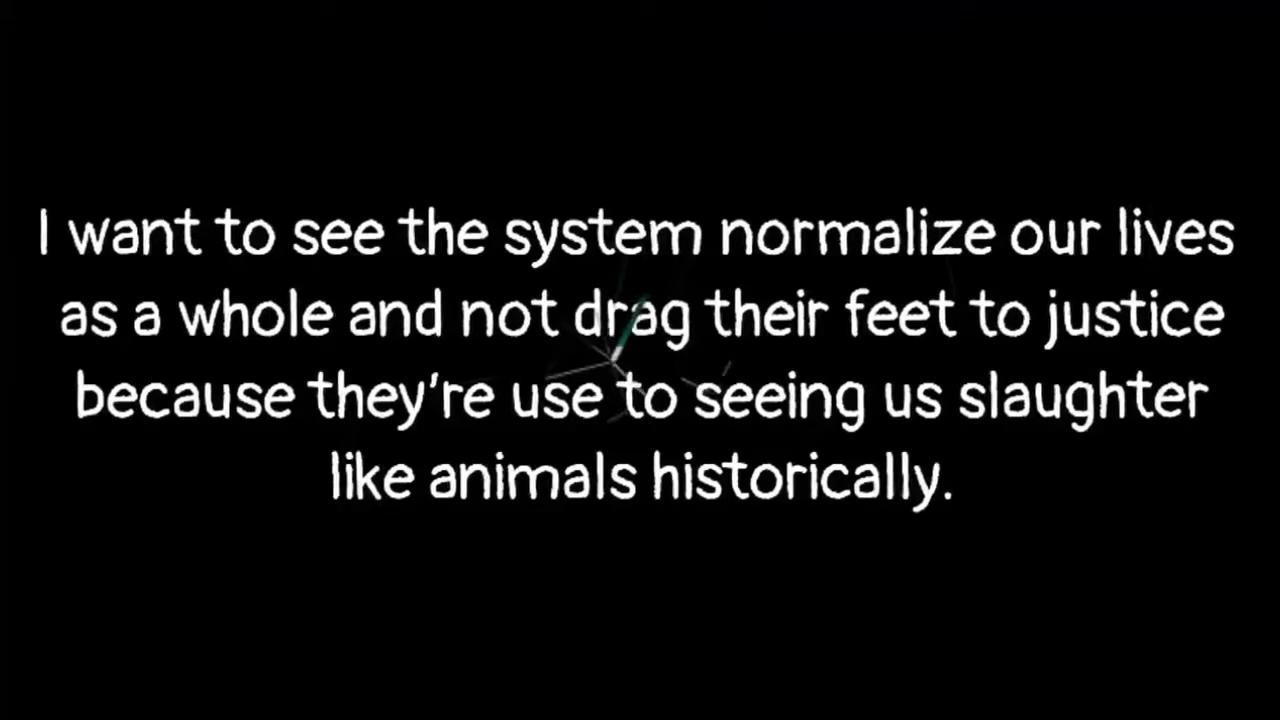 I want to see the system normalize our lives
as a whole and not drag their feet to justice
because they're use to seeing us slaughter
like animals historically.